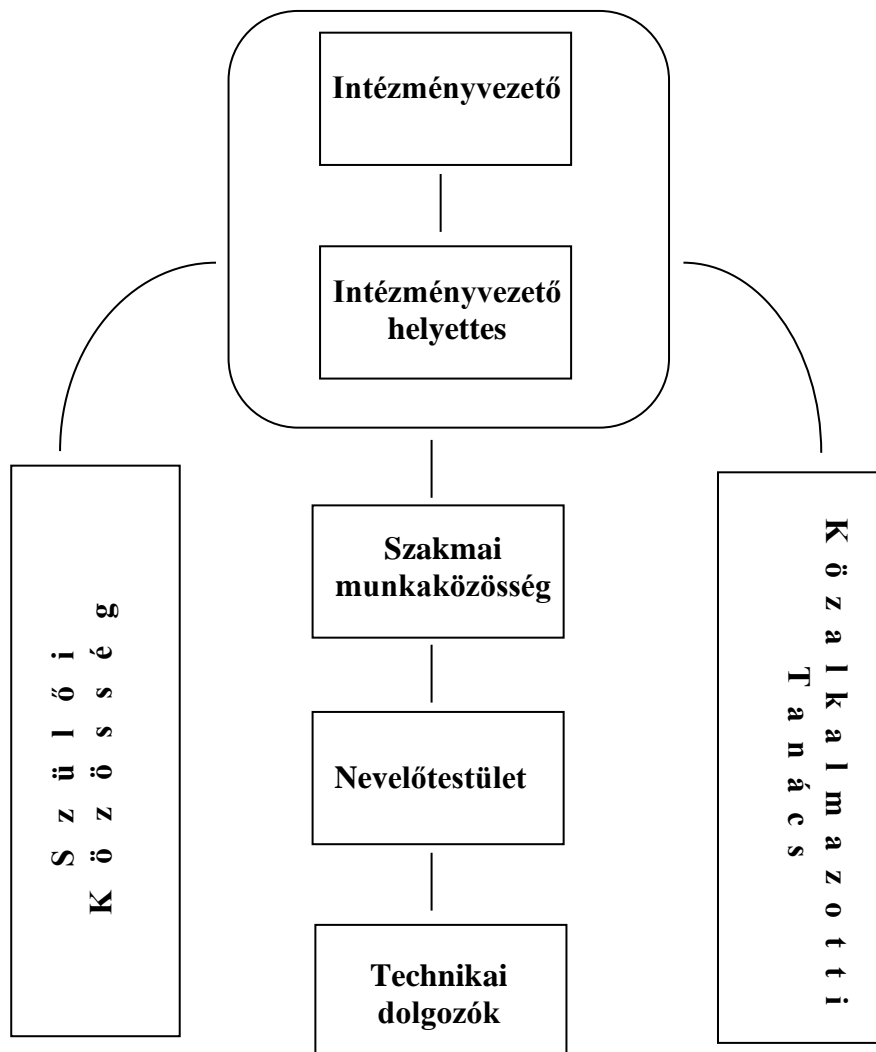 Intézményvezető
Intézményvezető
helyettes
Szülői
Közösség
Szakmai
munkaközösség
Nevelőtestület
Technikai
dolgozók
Közalkalmazotti
Tanács